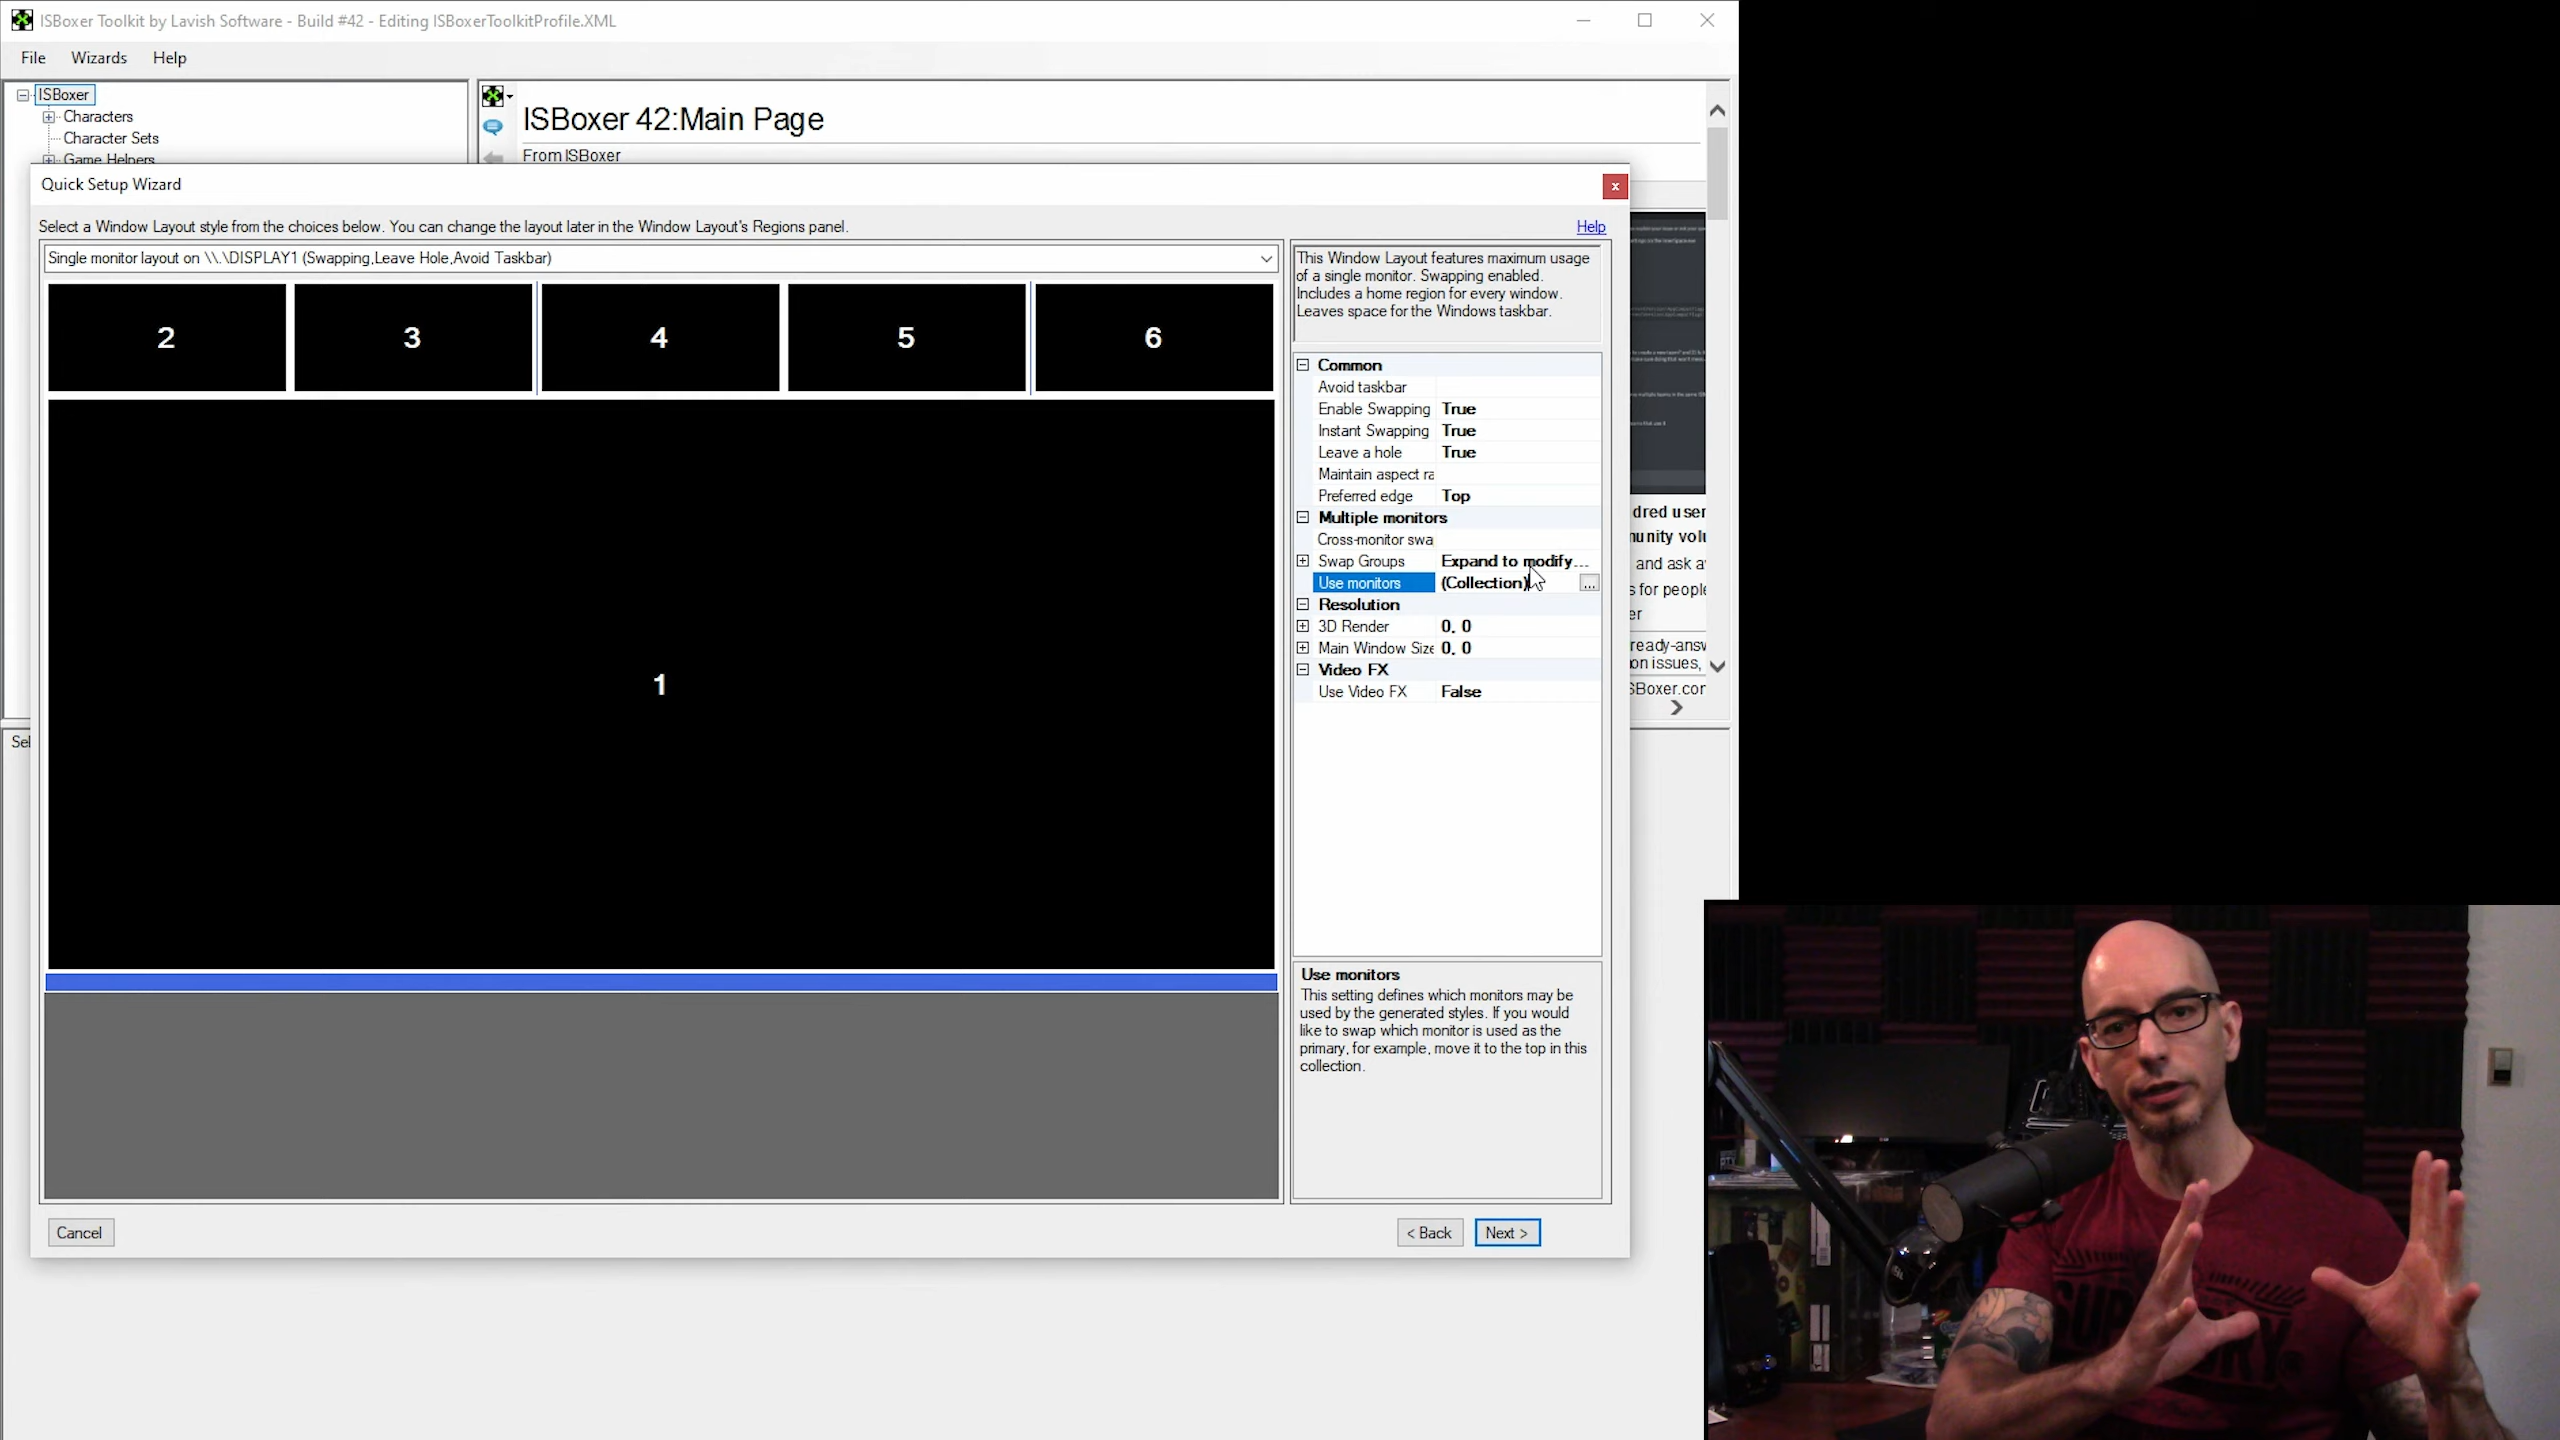 ISBoxer Toolkit by Lavish Software - Build #42 - Editing ISBoxerToolkitProfile.XML
File Wizards Help
ISBoxer
Characters
Character Sets
Game Helpers
ISBoxer 42:Main Page
From ISBoxer
Quick Setup Wizard
x
Select a Window Layout style from the choices below. You can change the layout later in the Window Layout's Regions panel.
Help
Single monitor layout on \\.\DISPLAY1 (Swapping,Leave Hole,Avoid Taskbar)
2 3 4 5 6
1
This Window Layout features maximum usage
of a single monitor. Swapping enabled.
Includes a home region for every window.
Leaves space for the Windows taskbar.
Common
Avoid taskbar
Enable Swapping True
Instant Swapping True
Leave a hole True
Maintain aspect ra
Preferred edge Top
Multiple monitors
Cross-monitor swa
Swap Groups Expand to modify...
Use monitors (Collection) ...
Resolution
3D Render 0, 0
Main Window Size 0, 0
Video FX
Use Video FX False
dred user
nunity volu
and ask a
s for people
er
ready-answ
on issues,
SBoxer.cor
Sel
Use monitors
This setting defines which monitors may be
used by the generated styles. If you would
like to swap which monitor is used as the
primary, for example, move it to the top in this
collection.
Cancel
< Back
Next >